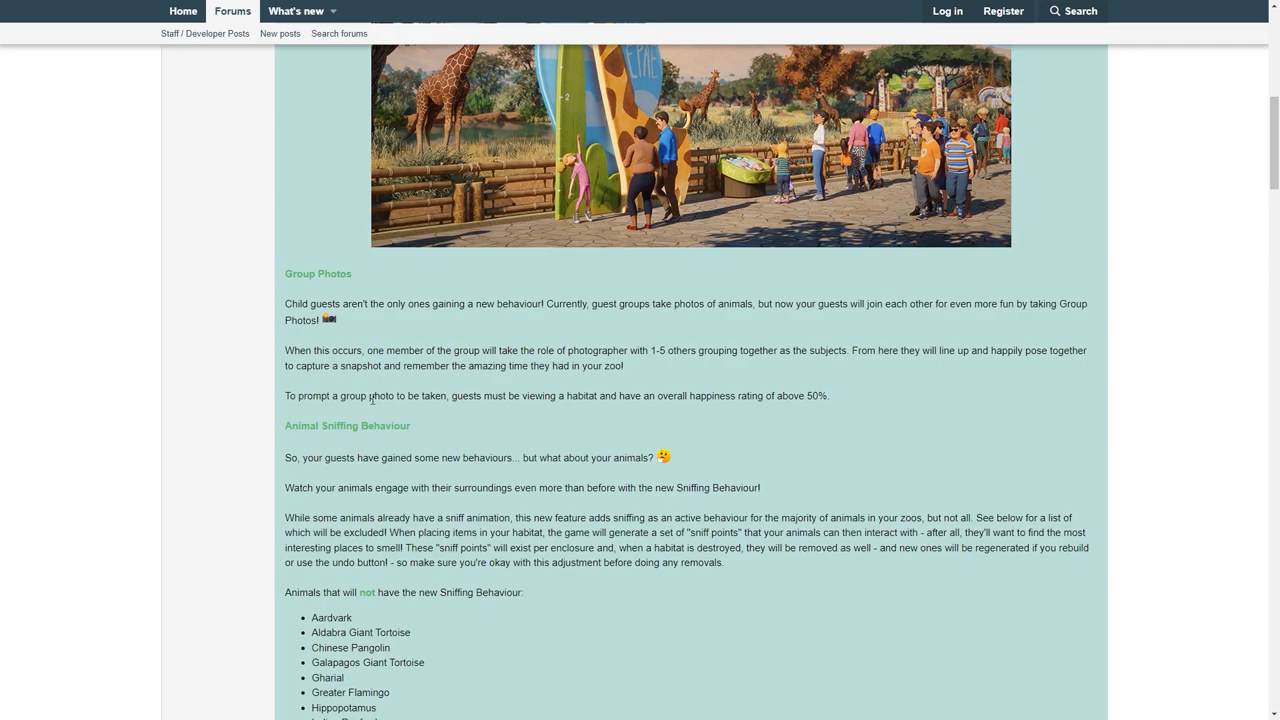 Home
Forums
What's new
Log in
Register
Search
Staff / Developer Posts
New posts
Search forums
2
Group Photos
Child guests aren't the only ones gaining a new behaviour! Currently, guest groups take photos of animals, but now your guests will join each other for even more fun by taking Group
Photos!
When this occurs, one member of the group will take the role of photographer with 1-5 others grouping together as the subjects. From here they will line up and happily pose together
to capture a snapshot and remember the amazing time they had in your zoo!
To prompt a group photo to be taken, guests must be viewing a habitat and have an overall happiness rating of above 50%.
Animal Sniffing Behaviour
So, your guests have gained some new behaviours... but what about your animals?
Watch your animals engage with their surroundings even more than before with the new Sniffing Behaviour!
While some animals already have a sniff animation, this new feature adds sniffing as an active behaviour for the majority of animals in your zoos, but not all. See below for a list of
which will be excluded! When placing items in your habitat, the game will generate a set of "sniff points" that your animals can then interact with - after all, they'll want to find the most
interesting places to smell! These "sniff points" will exist per enclosure and, when a habitat is destroyed, they will be removed as well - and new ones will be regenerated if you rebuild
or use the undo button! - so make sure you're okay with this adjustment before doing any removals.
Animals that will not have the new Sniffing Behaviour:
Aardvark
Aldabra Giant Tortoise
Chinese Pangolin
Galapagos Giant Tortoise
Gharial
Greater Flamingo
Hippopotamus